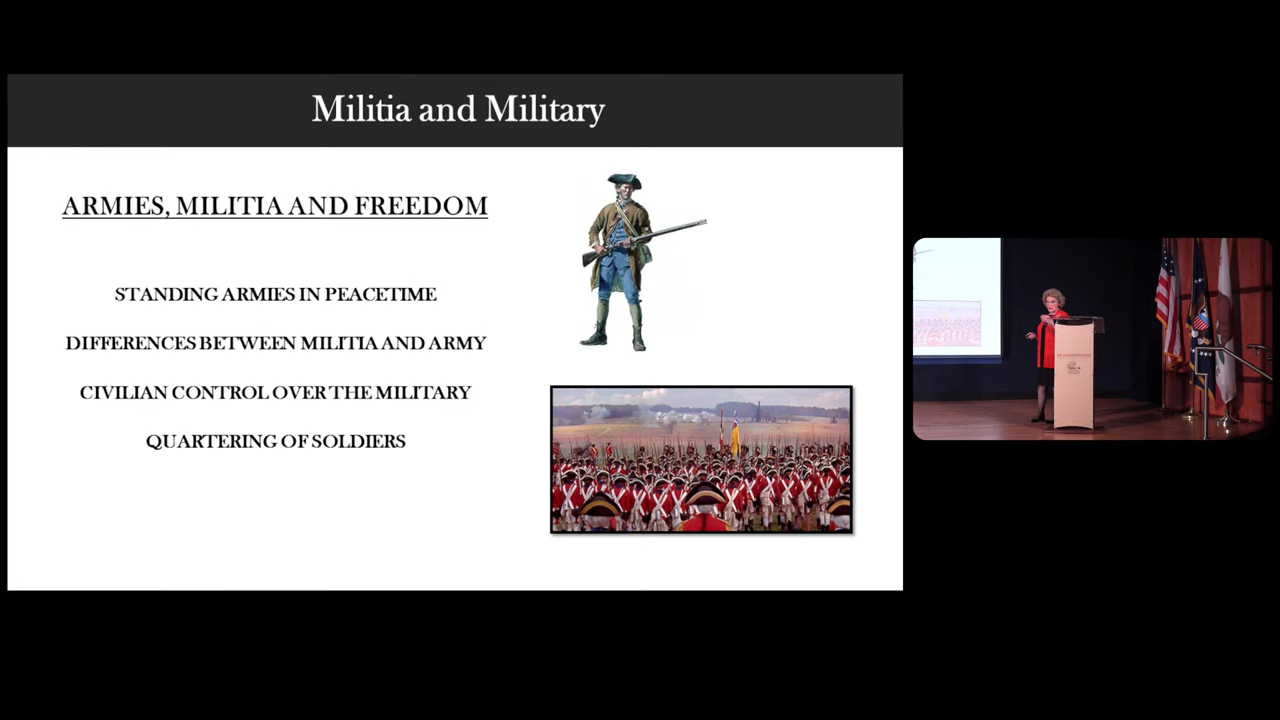 Militia and Military
ARMIES, MILITIA AND FREEDOM
STANDING ARMIES IN PEACETIME
DIFFERENCES BETWEEN MILITIA AND ARMY
CIVILIAN CONTROL OVER THE MILITARY
QUARTERING OF SOLDIERS